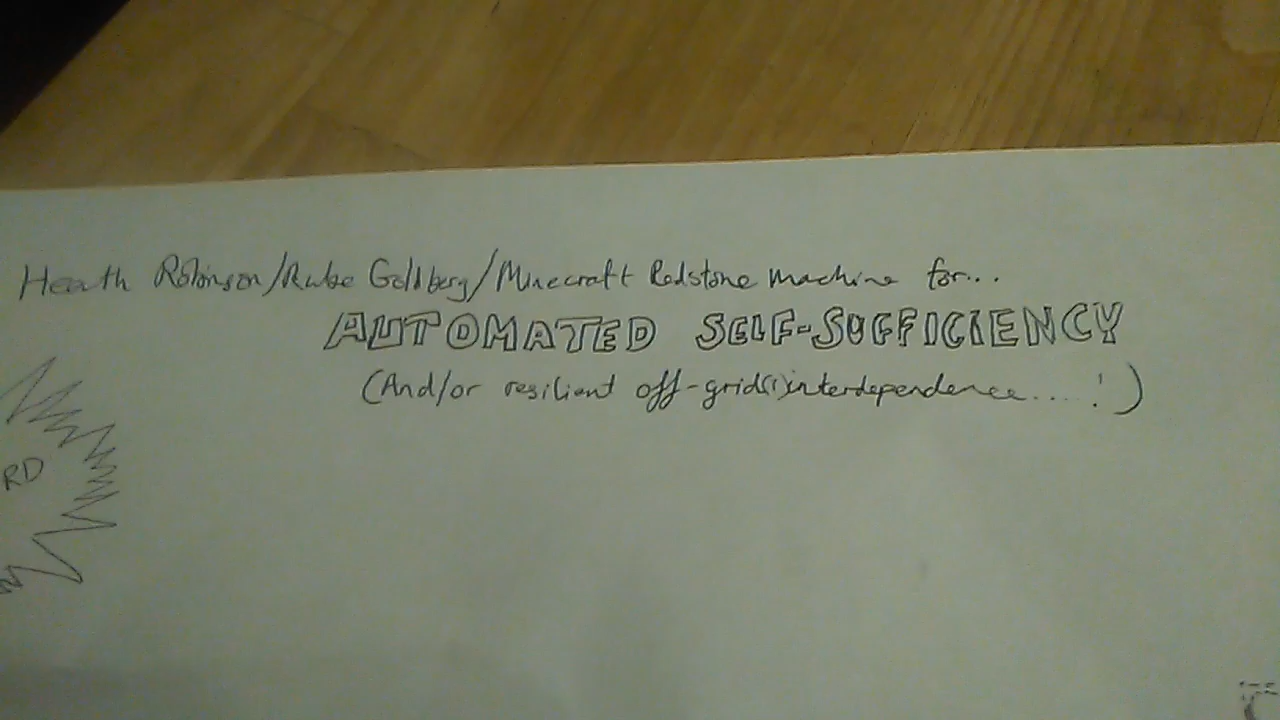 Heath Robinson/Rube Goldberg/Minecraft Redstone machine for...
AUTOMATED SELF-SUFFICIENCY
(And/or resilient off-grid(!)interdependence....!)
RD